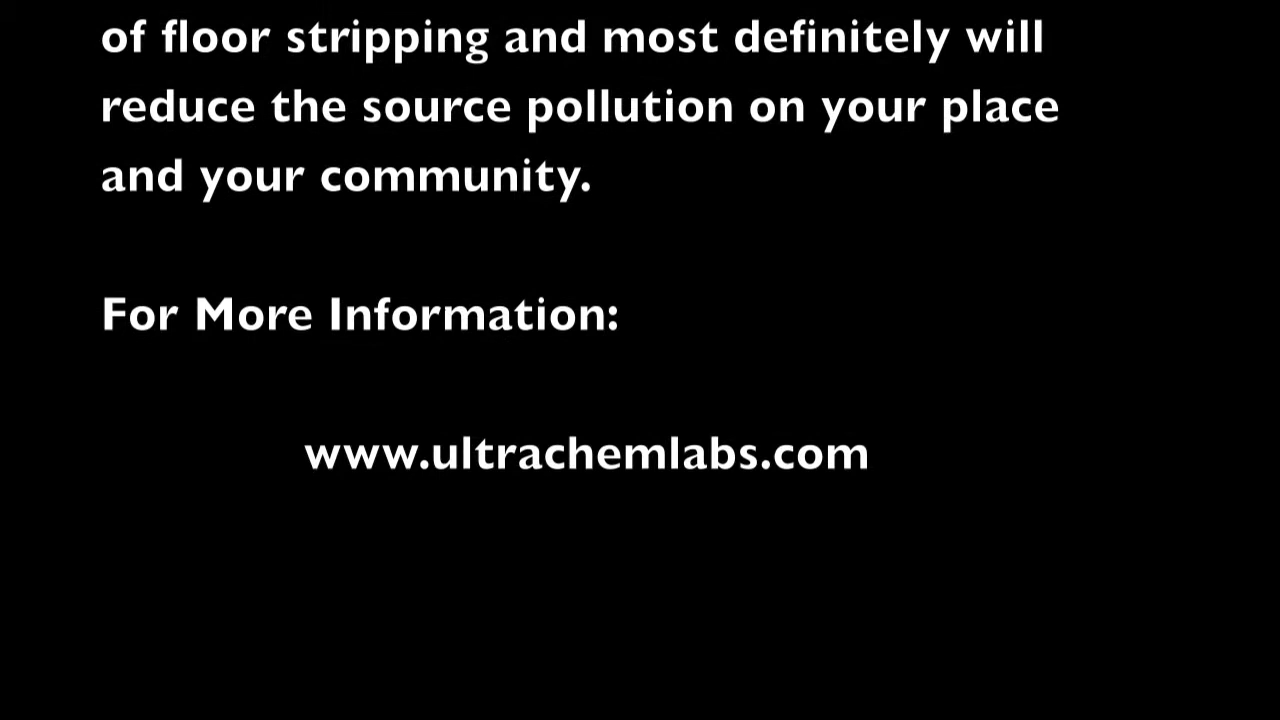 of floor stripping and most definitely will
reduce the source pollution on your place
and your community.
For More Information:
www.ultrachemlabs.com